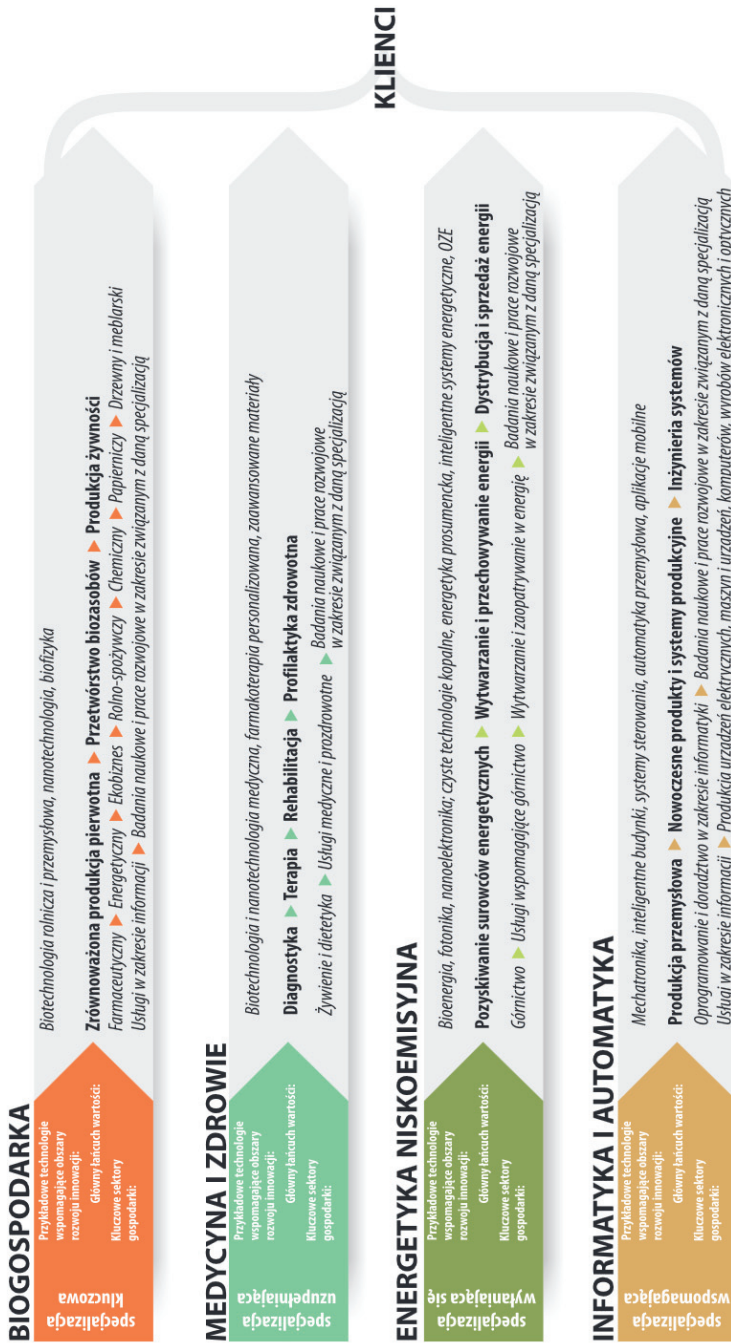 BIOGOSPODARKA
specjalizacja
kluczowa
Przykładowe technologie
wspomagające obszary
rozwoju innowacji:
Główny łańcuch wartości:
Kluczowe sektory
gospodarki:
Biotechnologia rolnicza i przemysłowa, nanotechnologia, biofizyka
Zrównoważona produkcja pierwotna ▶ Przetwórstwo biozasobów ▶ Produkcja żywności
Farmaceutyczny ▶ Energetyczny ▶ Ekobiznes ▶ Rolno-spożywczy ▶ Chemiczny ▶ Papierniczy ▶ Drzewny i meblarski
Usługi w zakresie informacji ▶ Badania naukowe i prace rozwojowe w zakresie związanym z daną specjalizacją
MEDYCYNA I ZDROWIE
specjalizacja
uzupełniająca
Przykładowe technologie
wspomagające obszary
rozwoju innowacji:
Główny łańcuch wartości:
Kluczowe sektory
gospodarki:
Biotechnologia i nanotechnologia medyczna, farmakoterapia personalizowana, zaawansowane materiały
Diagnostyka ▶ Terapia ▶ Rehabilitacja ▶ Profilaktyka zdrowotna
Żywienie i dietetyka ▶ Usługi medyczne i prozdrowotne ▶ Badania naukowe i prace rozwojowe
w zakresie związanym z daną specjalizacją
ENERGETYKA NISKOEMISYJNA
specjalizacja
wyłaniająca się
Przykładowe technologie
wspomagające obszary
rozwoju innowacji:
Główny łańcuch wartości:
Kluczowe sektory
gospodarki:
Bioenergia, fotonika, nanoelektronika; czyste technologie kopalne, energetyka prosumencka, inteligentne systemy energetyczne, OZE
Pozyskiwanie surowców energetycznych ▶ Wytwarzanie i przechowywanie energii ▶ Dystrybucja i sprzedaż energii
Górnictwo ▶ Usługi wspomagające górnictwo ▶ Wytwarzanie i zaopatrywanie w energię ▶ Badania naukowe i prace rozwojowe
w zakresie związanym z daną specjalizacją
INFORMATYKA I AUTOMATYKA
specjalizacja
wspomagająca
Przykładowe technologie
wspomagające obszary
rozwoju innowacji:
Główny łańcuch wartości:
Kluczowe sektory
gospodarki:
Mechatronika, inteligentne budynki, systemy sterowania, automatyka przemysłowa, aplikacje mobilne
Produkcja przemysłowa ▶ Nowoczesne produkty i systemy produkcyjne ▶ Inżynieria systemów
Oprogramowanie i doradztwo w zakresie informatyki ▶ Badania naukowe i prace rozwojowe w zakresie związanym z daną specjalizacją
Usługi w zakresie informacji ▶ Produkcja urządzeń elektrycznych, maszyn i urządzeń, komputerów, wyrobów elektronicznych i optycznych
KLIENCI